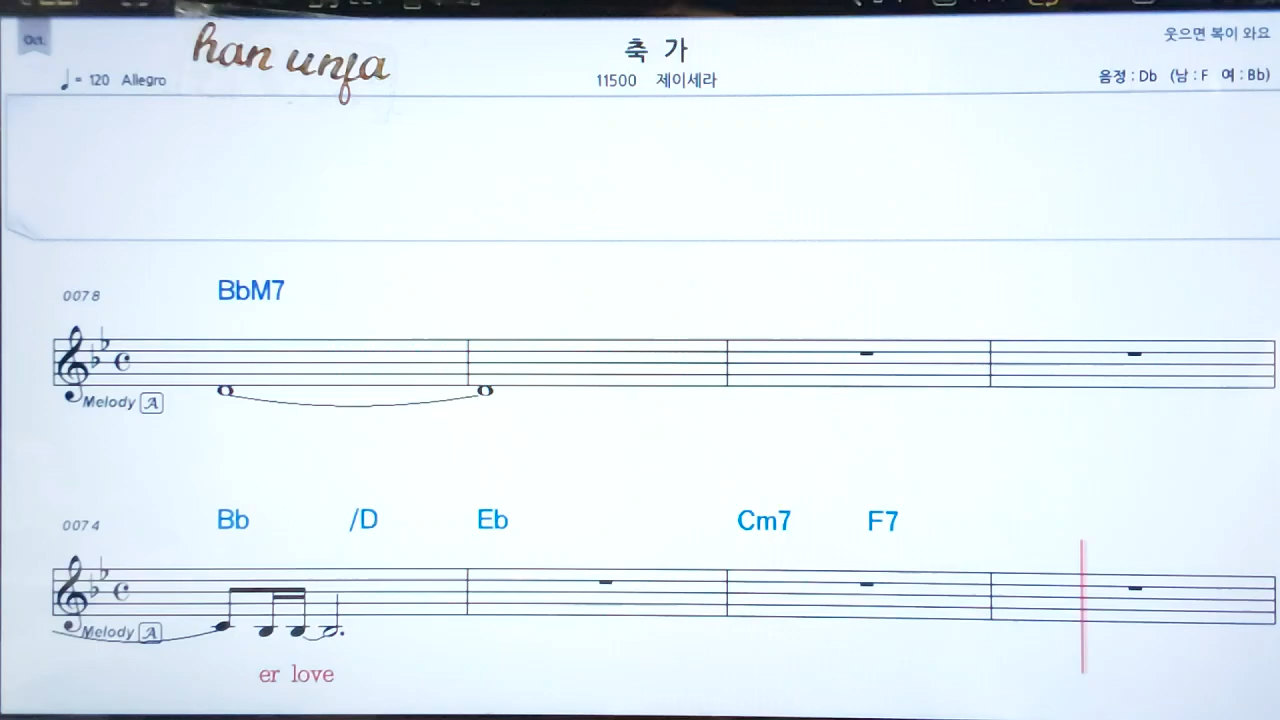 Oct.
han unfa
축 가
웃으면 복이 와요
= 120 Allegro
11500 제이세라
음정 : Db (남 : F 여 : Bb)
0078
BbM7
Melody A
0074
Bb /D Eb Cm7 F7
Melody A
er love